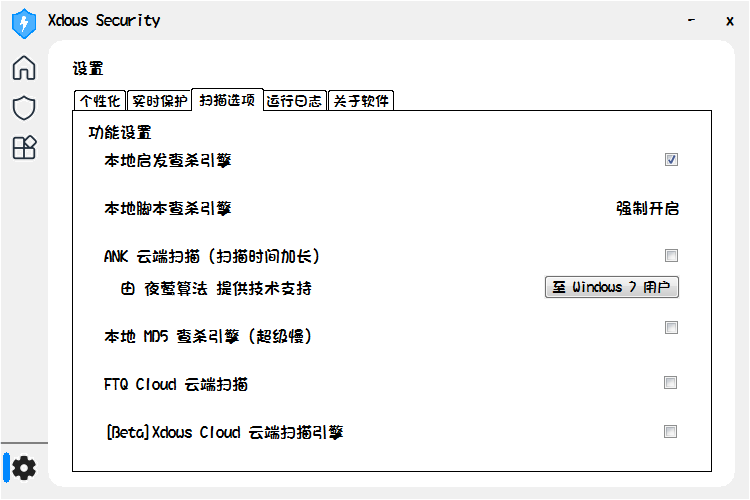 Xdows Security
设置
个性化 实时保护 扫描选项 运行日志 关于软件
功能设置
本地启发查杀引擎
本地脚本查杀引擎 强制开启
ANK 云端扫描（扫描时间加长）
由 夜莺算法 提供技术支持 至 Windows 7 用户
本地 MD5 查杀引擎（超级慢）
FTQ Cloud 云端扫描
[Beta]Xdows Cloud 云端扫描引擎